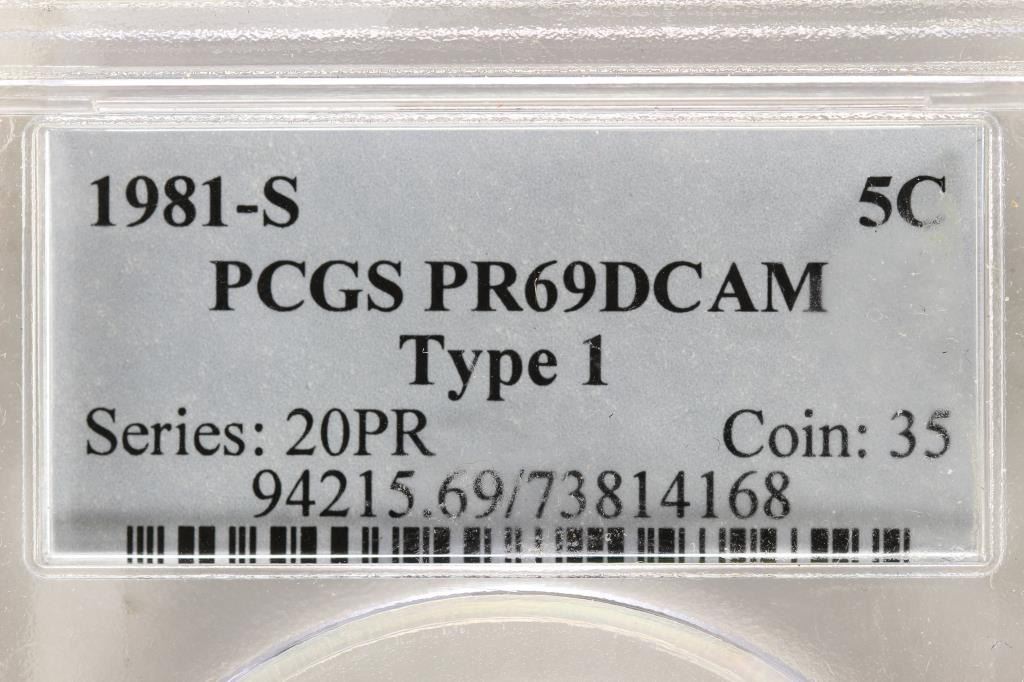 1981-S 5C
PCGS PR69DCAM
Type 1
Series: 20PR Coin: 35
94215.69/73814168